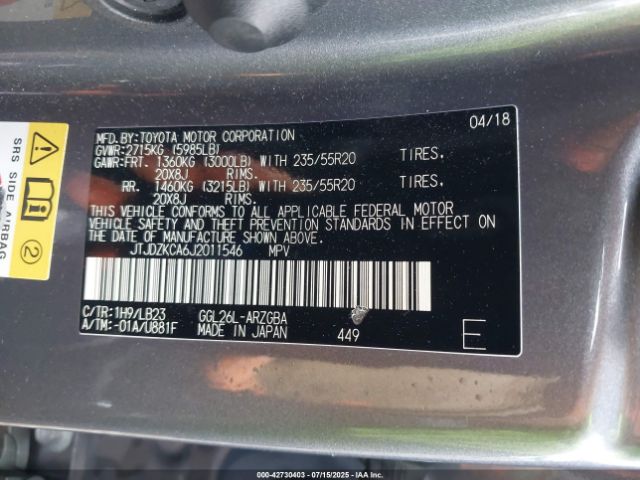 04/18
MFD.BY:TOYOTA MOTOR CORPORATION
GVWR:2715KG (5985LB)
GAWR:FRT. 1360KG (3000LB) WITH 235/55R20 TIRES.
20X8J RIMS.
RR. 1460KG (3215LB) WITH 235/55R20 TIRES.
20X8J RIMS.
THIS VEHICLE CONFORMS TO ALL APPLICABLE FEDERAL MOTOR
VEHICLE SAFETY AND THEFT PREVENTION STANDARDS IN EFFECT ON
THE DATE OF MANUFACTURE SHOWN ABOVE.
JTJDZKCA6J2011546 MPV
C/TR:1H9/LB23 GGL26L-ARZGBA
A/TM:-01A/U881F MADE IN JAPAN 449 E
SRS SIDE AIRBAG
2
000-42730403 - 07/15/2025 - IAAI.COM